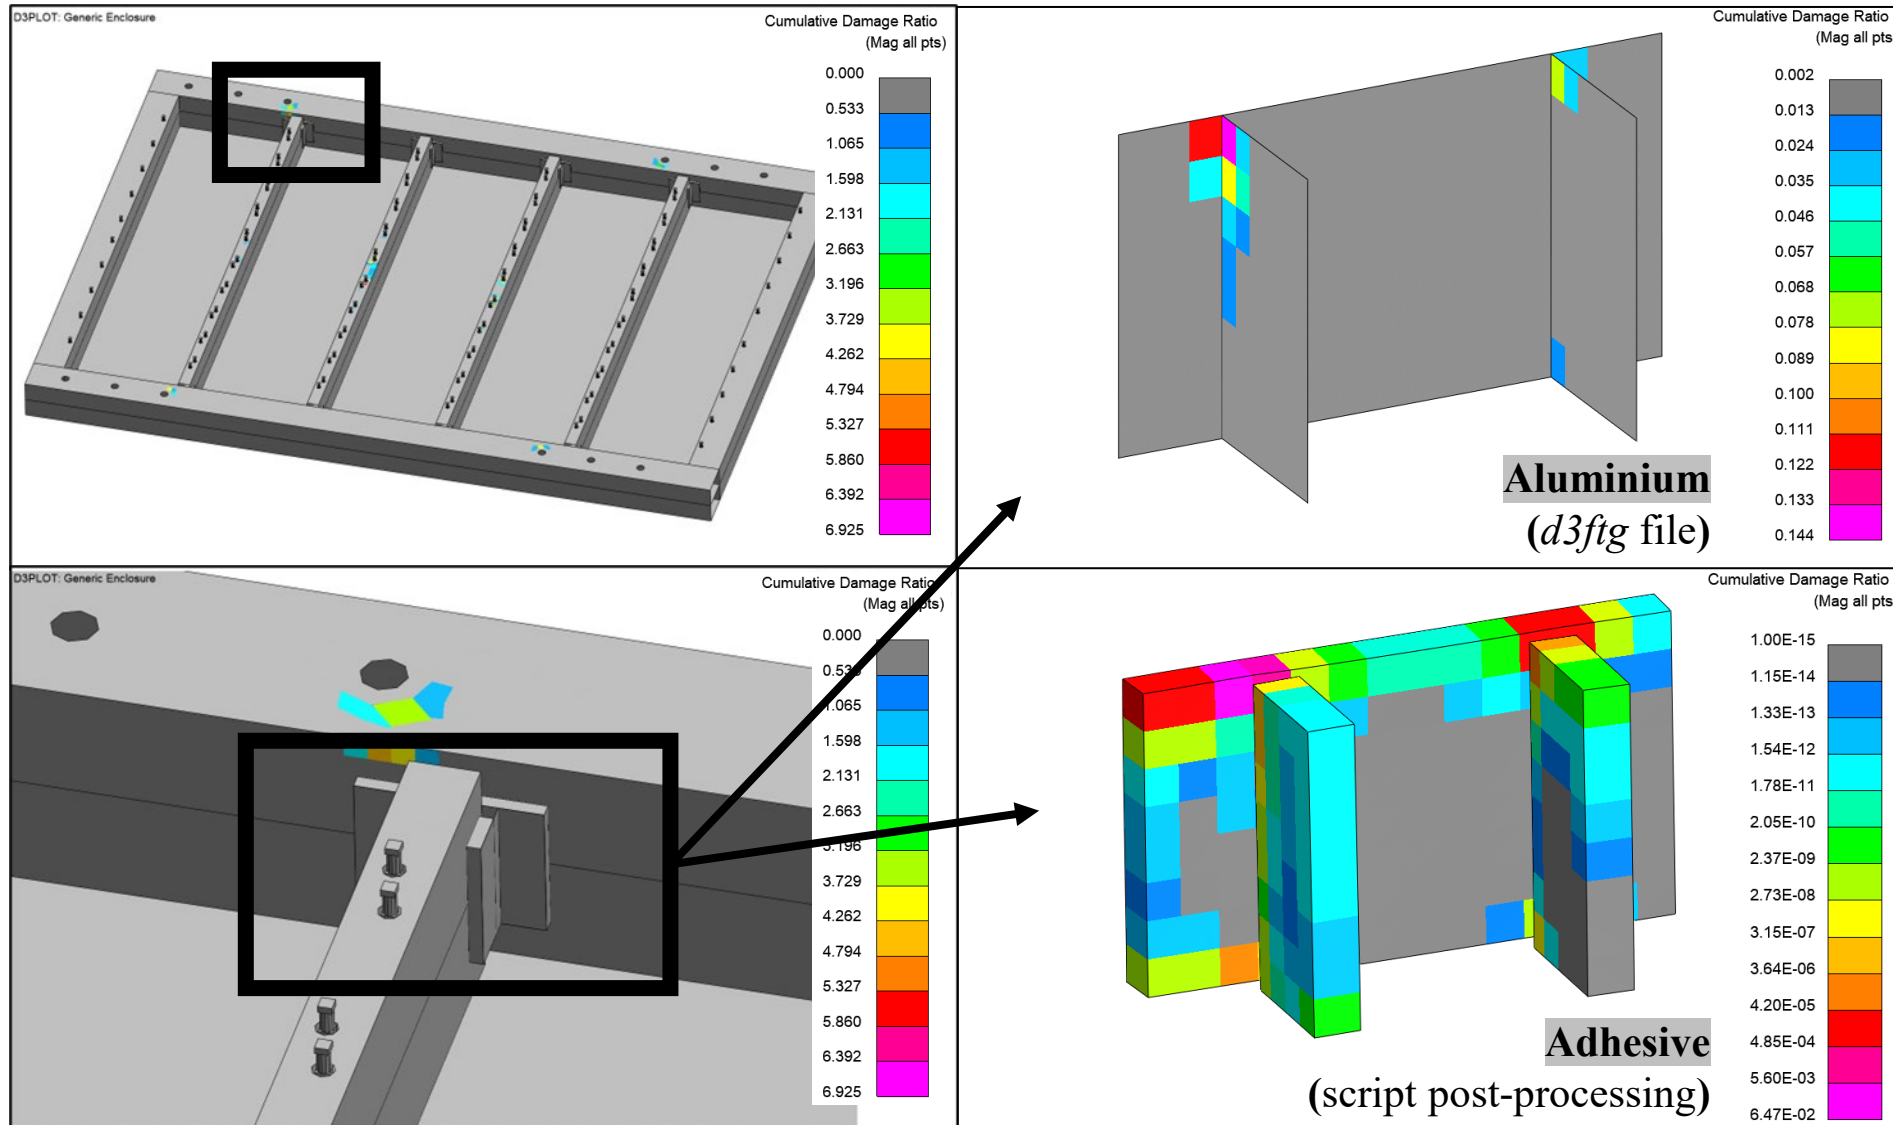 D3PLOT: Generic Enclosure
Cumulative Damage Ratio
(Mag all pts)
0.000
0.533
1.065
1.598
2.131
2.663
3.196
3.729
4.262
4.794
5.327
5.860
6.392
6.925
Cumulative Damage Ratio
(Mag all pts
0.002
0.013
0.024
0.035
0.046
0.057
0.068
0.078
0.089
0.100
0.111
0.122
0.133
0.144
Aluminium
(d3ftg file)
D3PLOT: Generic Enclosure
Cumulative Damage Ratio
(Mag all pts)
0.000
0.533
1.065
1.598
2.131
2.663
3.196
3.729
4.262
4.794
5.327
5.860
6.392
6.925
Cumulative Damage Ratio
(Mag all pts
1.00E-15
1.15E-14
1.33E-13
1.54E-12
1.78E-11
2.05E-10
2.37E-09
2.73E-08
3.15E-07
3.64E-06
4.20E-05
4.85E-04
5.60E-03
6.47E-02
Adhesive
(script post-processing)